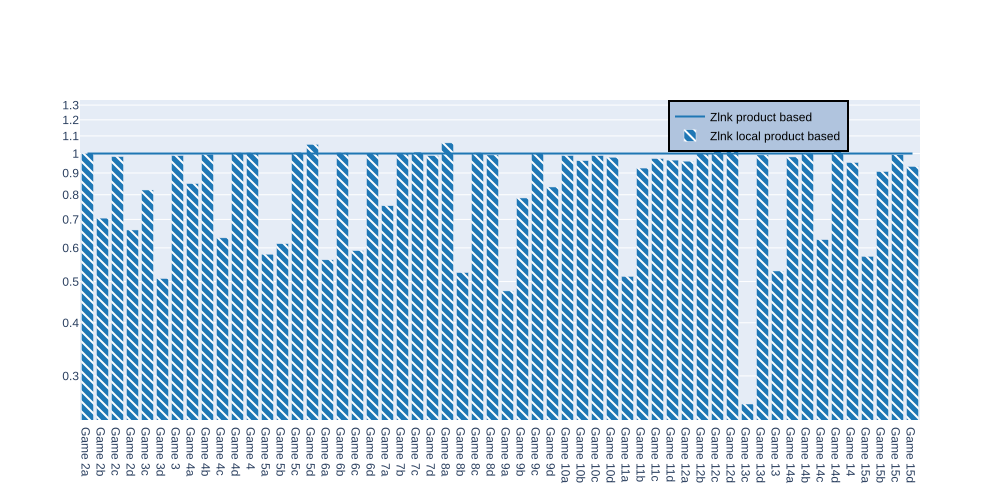 1.3
1.2
1.1
1
0.9
0.8
0.7
0.6
0.5
0.4
0.3
Zlnk product based
Zlnk local product based
Game 2a
Game 2b
Game 2c
Game 2d
Game 3c
Game 3d
Game 3
Game 4a
Game 4b
Game 4c
Game 4d
Game 4
Game 5a
Game 5b
Game 5c
Game 5d
Game 6a
Game 6b
Game 6c
Game 6d
Game 7a
Game 7b
Game 7c
Game 7d
Game 8a
Game 8b
Game 8c
Game 8d
Game 9a
Game 9b
Game 9c
Game 9d
Game 10a
Game 10b
Game 10c
Game 10d
Game 11a
Game 11b
Game 11c
Game 11d
Game 12a
Game 12b
Game 12c
Game 12d
Game 13c
Game 13d
Game 13
Game 14a
Game 14b
Game 14c
Game 14d
Game 14
Game 15a
Game 15b
Game 15c
Game 15d